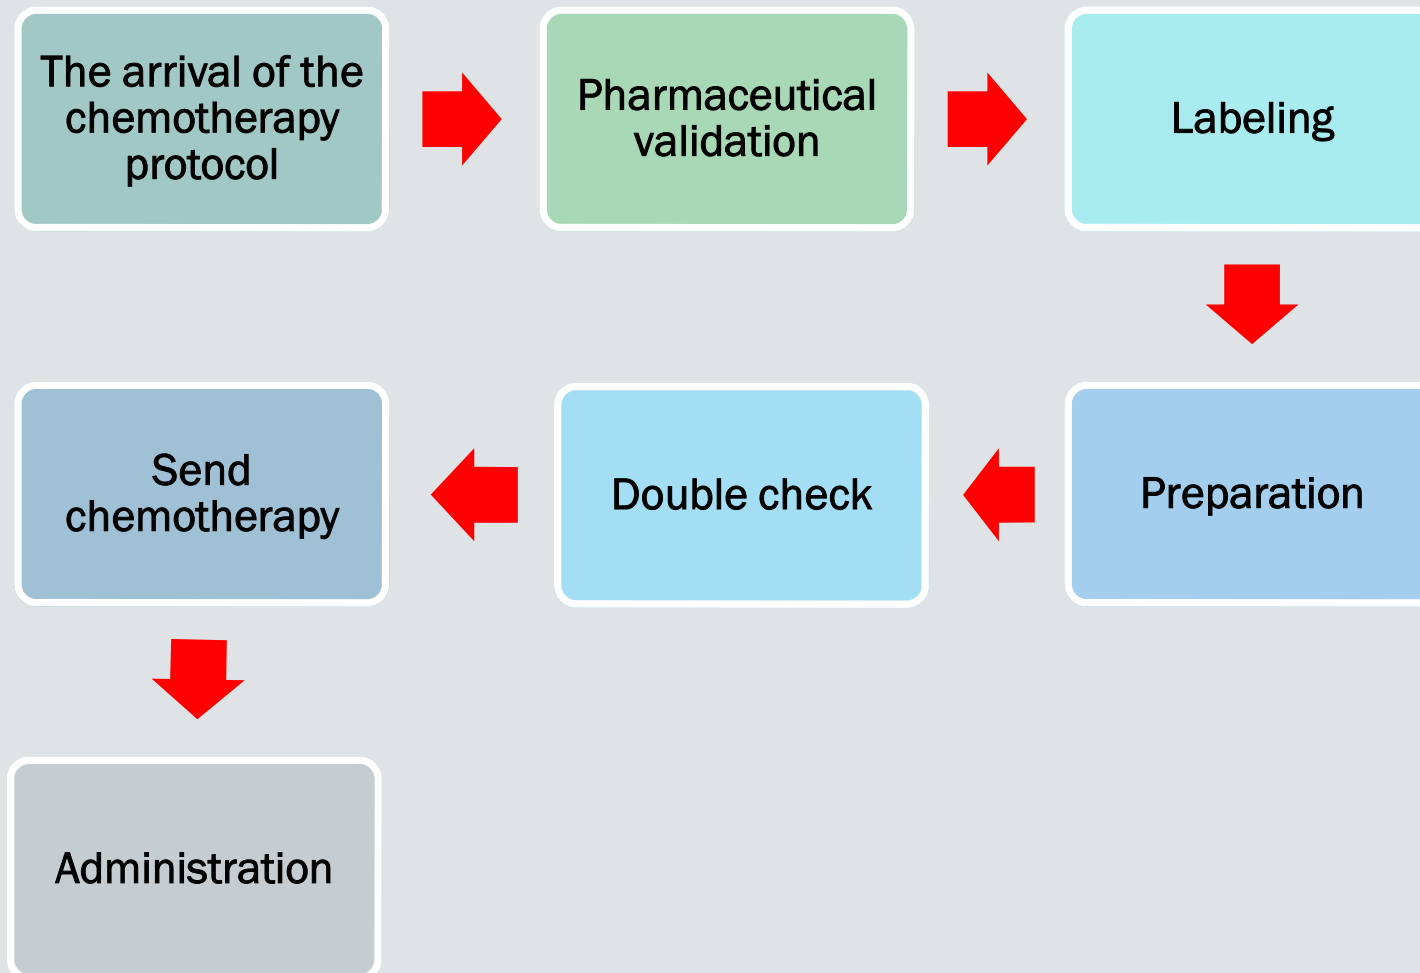 The arrival of the
chemotherapy
protocol
Pharmaceutical
validation
Labeling
Preparation
Double check
Send
chemotherapy
Administration